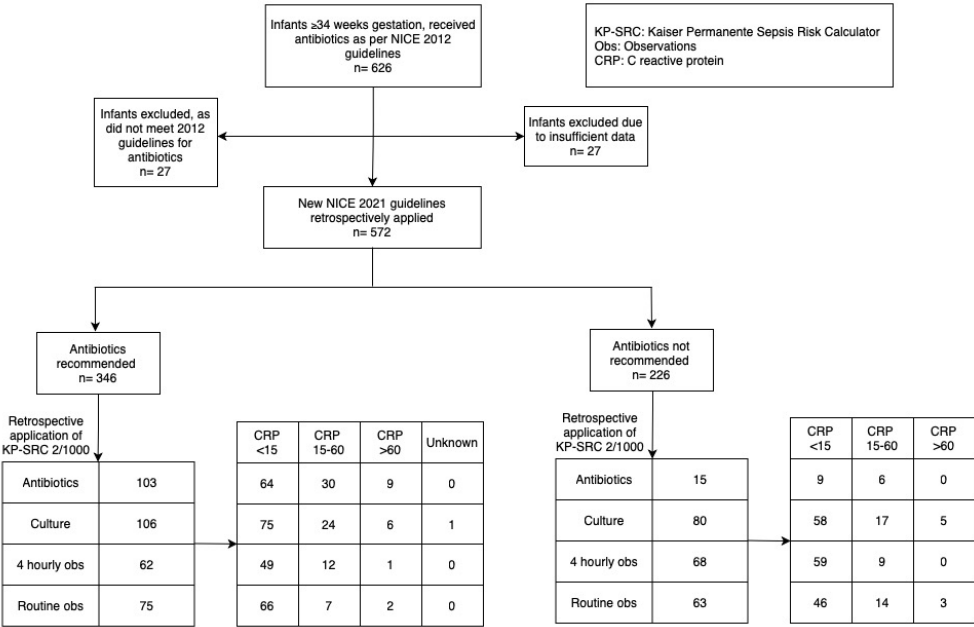 Infants ≥34 weeks gestation, received
antibiotics as per NICE 2012
guidelines
n= 626
KP-SRC: Kaiser Permanente Sepsis Risk Calculator
Obs: Observations
CRP: C reactive protein
Infants excluded, as
did not meet 2012
guidelines for
antibiotics
n= 27
Infants excluded due
to insufficient data
n= 27
New NICE 2021 guidelines
retrospectively applied
n= 572
Antibiotics
recommended
n= 346
Antibiotics not
recommended
n= 226
Retrospective
application of
KP-SRC 2/1000
Antibiotics 103
Culture 106
4 hourly obs 62
Routine obs 75
CRP <15 CRP 15-60 CRP >60 Unknown
64 30 9 0
75 24 6 1
49 12 1 0
66 7 2 0
Retrospective
application of
KP-SRC 2/1000
Antibiotics 15
Culture 80
4 hourly obs 68
Routine obs 63
CRP <15 CRP 15-60 CRP >60
9 6 0
58 17 5
59 9 0
46 14 3